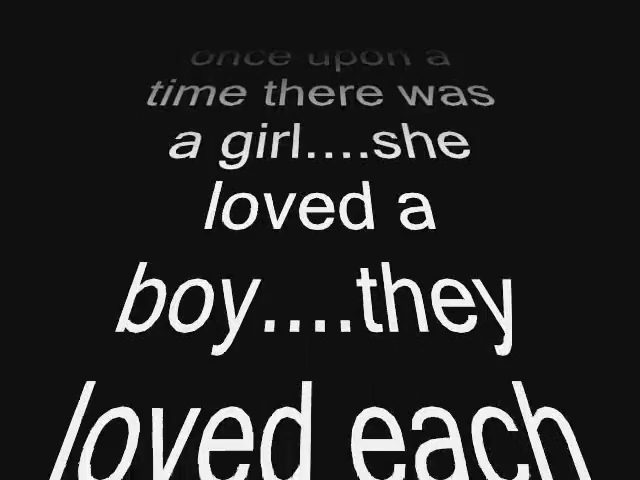 once upon a
time there was
a girl....she
loved a
boy....they
loved each